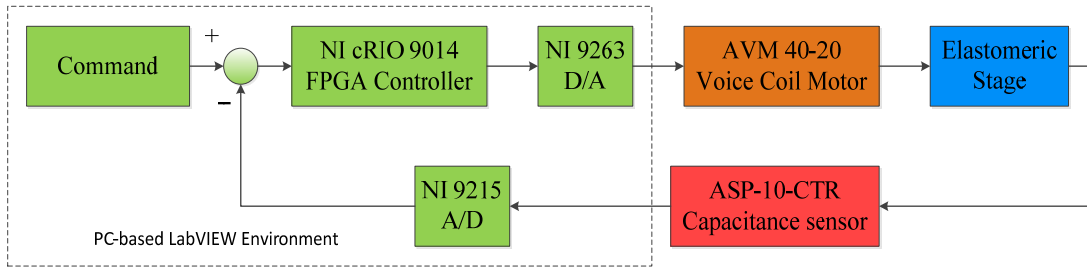 Command
+
−
NI cRIO 9014
FPGA Controller
NI 9263
D/A
AVM 40-20
Voice Coil Motor
Elastomeric
Stage
NI 9215
A/D
ASP-10-CTR
Capacitance sensor
PC-based LabVIEW Environment